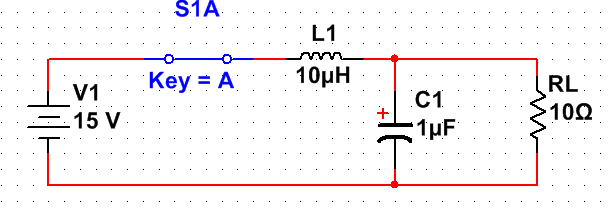 S1A
Key = A
L1
10µH
V1
15 V
+
C1
1µF
RL
10Ω